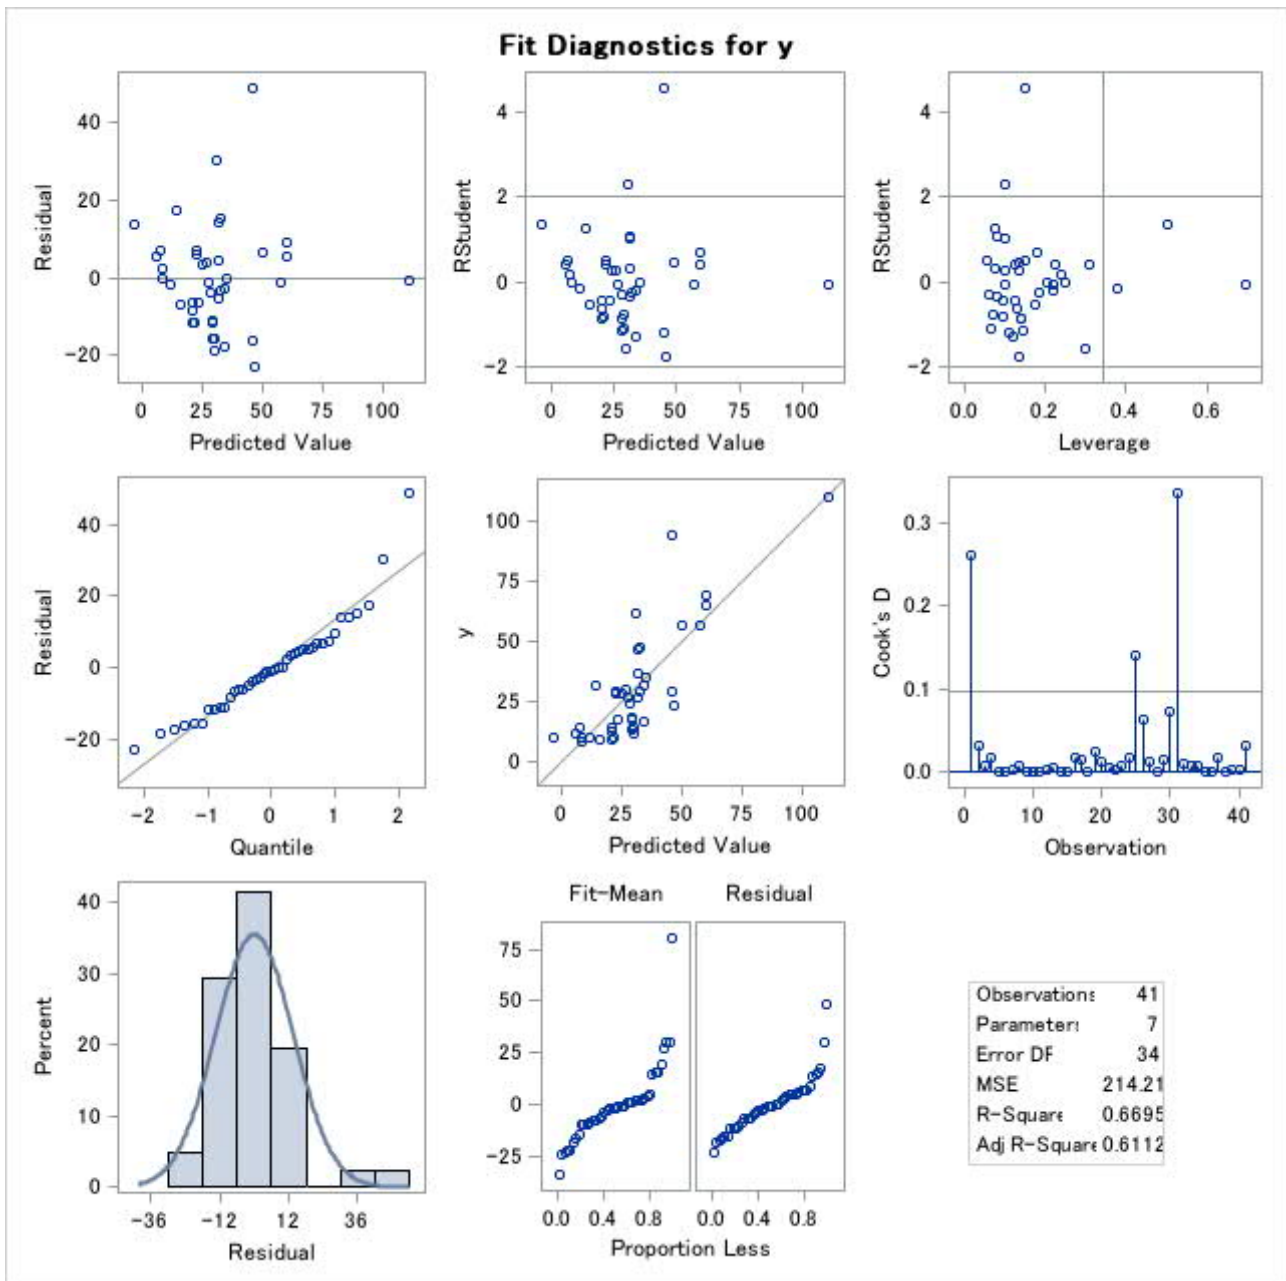 Fit Diagnostics for y
Residual
40
20
0
-20
0 25 50 75 100
Predicted Value
RStudent
4
2
0
-2
0 25 50 75 100
Predicted Value
RStudent
4
2
0
-2
0.0 0.2 0.4 0.6
Leverage
Residual
40
20
0
-20
-2 -1 0 1 2
Quantile
y
100
75
50
25
0
0 25 50 75 100
Predicted Value
Cook's D
0.3
0.2
0.1
0.0
0 10 20 30 40
Observation
Percent
40
30
20
10
0
-36 -12 12 36
Residual
Fit-Mean Residual
75
50
25
0
-25
0.0 0.4 0.8 0.0 0.4 0.8
Proportion Less
Observations 41
Parameters 7
Error DF 34
MSE 214.21
R-Square 0.6695
Adj R-Square 0.6112